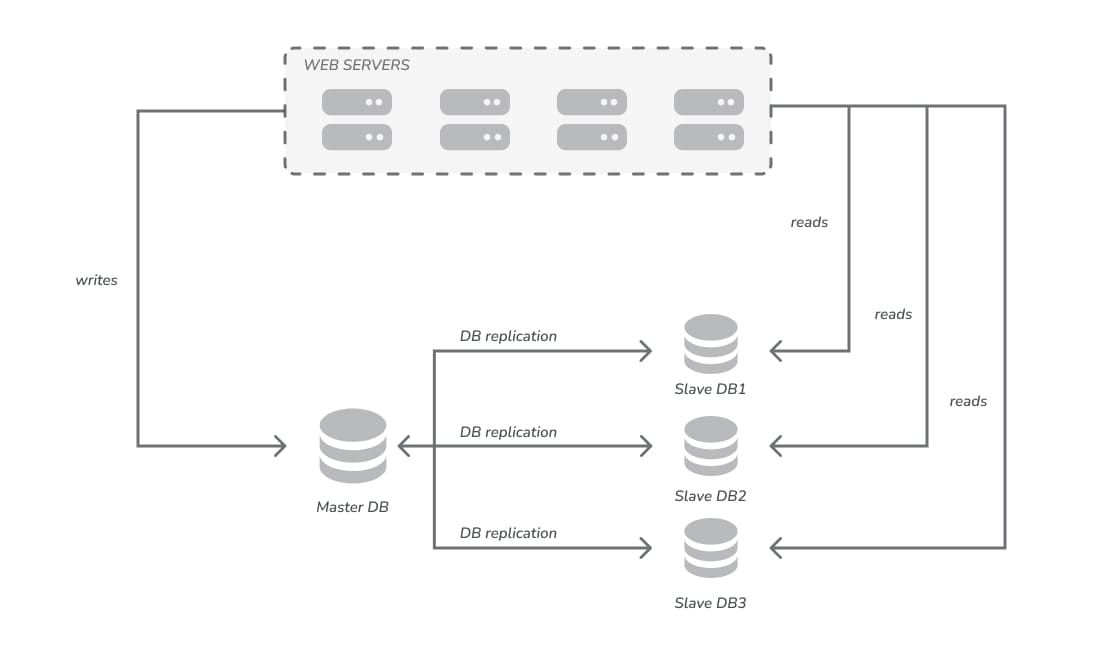 WEB SERVERS
reads
writes
reads
DB replication
Slave DB1
reads
DB replication
Slave DB2
Master DB
DB replication
Slave DB3